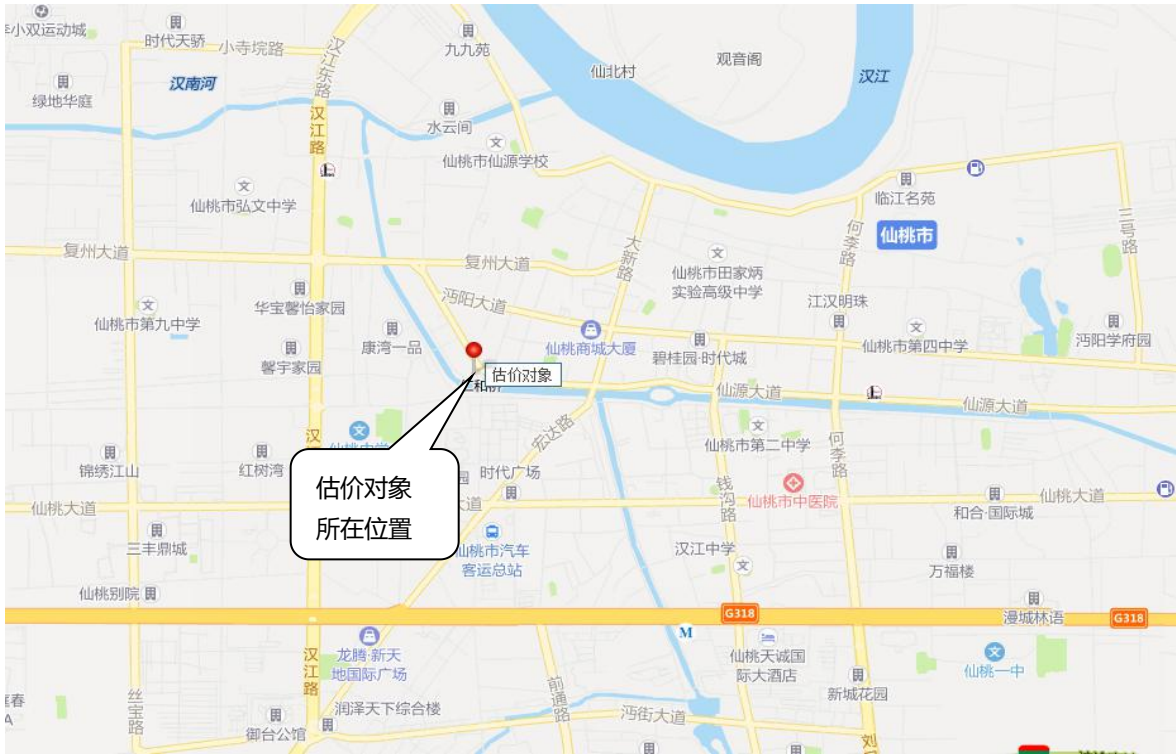 小双运动城
时代天骄
小寺垸路
汉江东路
九九苑
仙北村
观音阁
汉江
绿地华庭
汉南河
汉江路
水云间
仙桃市仙源学校
临江名苑
仙桃市弘文中学
何李路
仙桃市
三号路
复州大道
复州大道
大新路
仙桃市田家炳
实验高级中学
沔阳大道
江汉明珠
华宝馨怡家园
仙桃市第九中学
康湾一品
仙桃商城大厦
碧桂园·时代城
仙桃市第四中学
沔阳学府园
馨宇家园
估价对象
仙源大道
仙源大道
宏达路
仙桃市第二中学
何李路
汉
锦绣江山
红树湾
估价对象
所在位置
园
时代广场
钱沟路
仙桃市中医院
仙桃大道
大道
仙桃大道
和合·国际城
三丰鼎城
仙桃市汽车
客运总站
汉江中学
万福楼
仙桃别院
G318
漫城林语
G318
M
龙腾·新天
地国际广场
仙桃天诚国
际大酒店
仙桃一中
汉江路
新城花园
丝宝路
前通路
润泽天下综合楼
御台公馆
沔街大道
春
A
刘